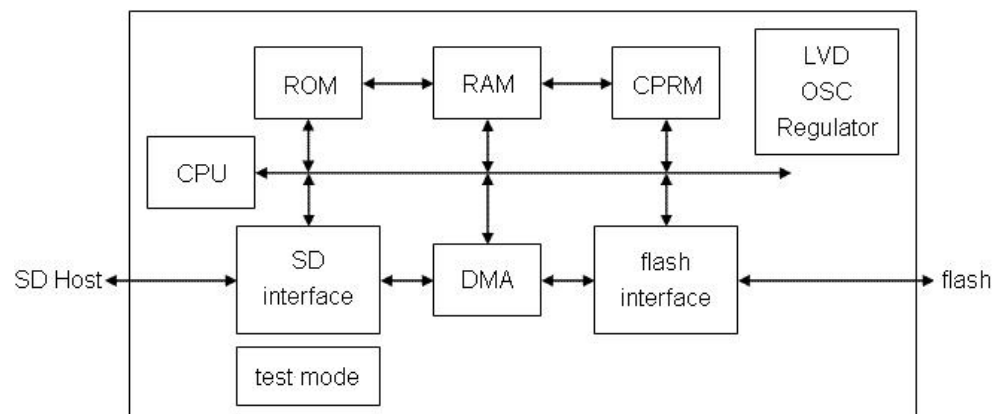 LVD
OSC
Regulator
ROM
RAM
CPRM
CPU
SD Host
SD
interface
DMA
flash
interface
flash
test mode